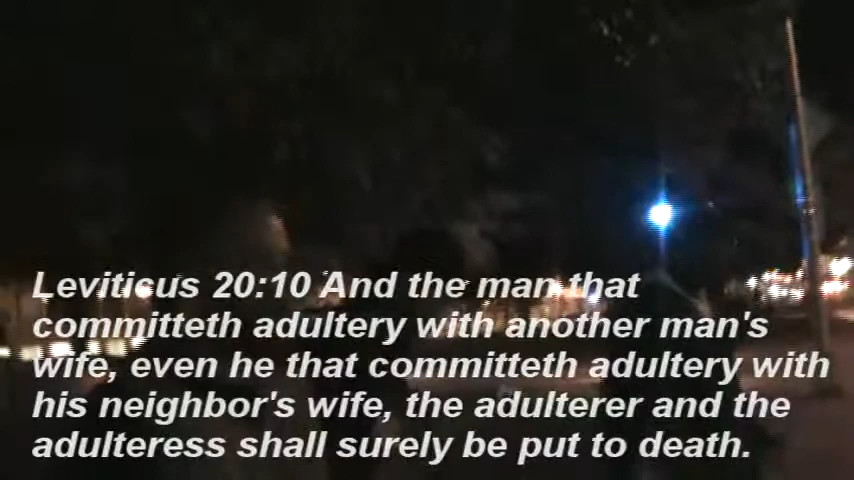 Leviticus 20:10 And the man that
committeth adultery with another man's
wife, even he that committeth adultery with
his neighbor's wife, the adulterer and the
adulteress shall surely be put to death.